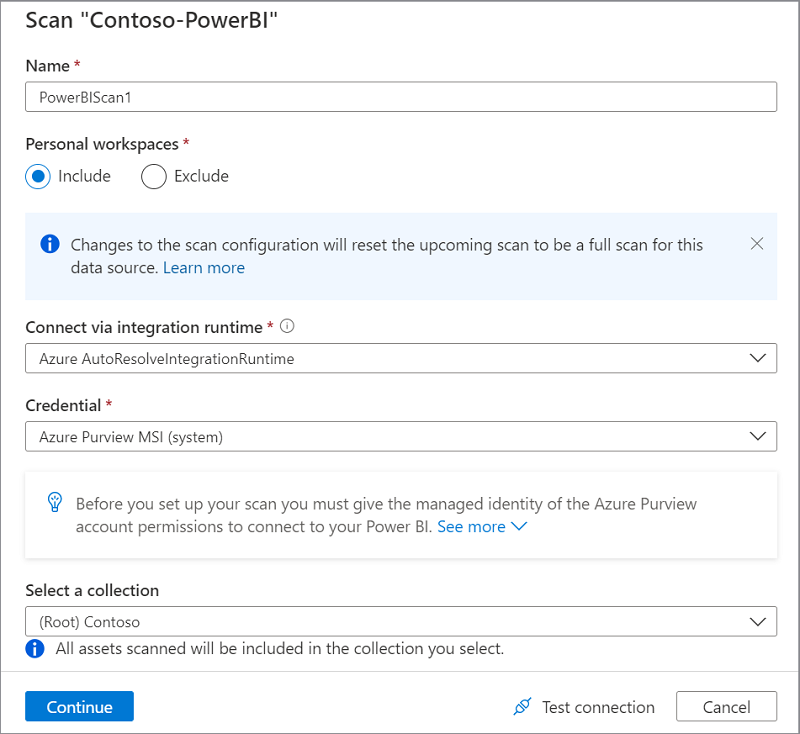 Scan "Contoso-PowerBI"
Name *
PowerBIScan1
Personal workspaces *
Include Exclude
Changes to the scan configuration will reset the upcoming scan to be a full scan for this
data source. Learn more
Connect via integration runtime *
Azure AutoResolveIntegrationRuntime
Credential *
Azure Purview MSI (system)
Before you set up your scan you must give the managed identity of the Azure Purview
account permissions to connect to your Power BI. See more
Select a collection
(Root) Contoso
All assets scanned will be included in the collection you select.
Continue Test connection Cancel